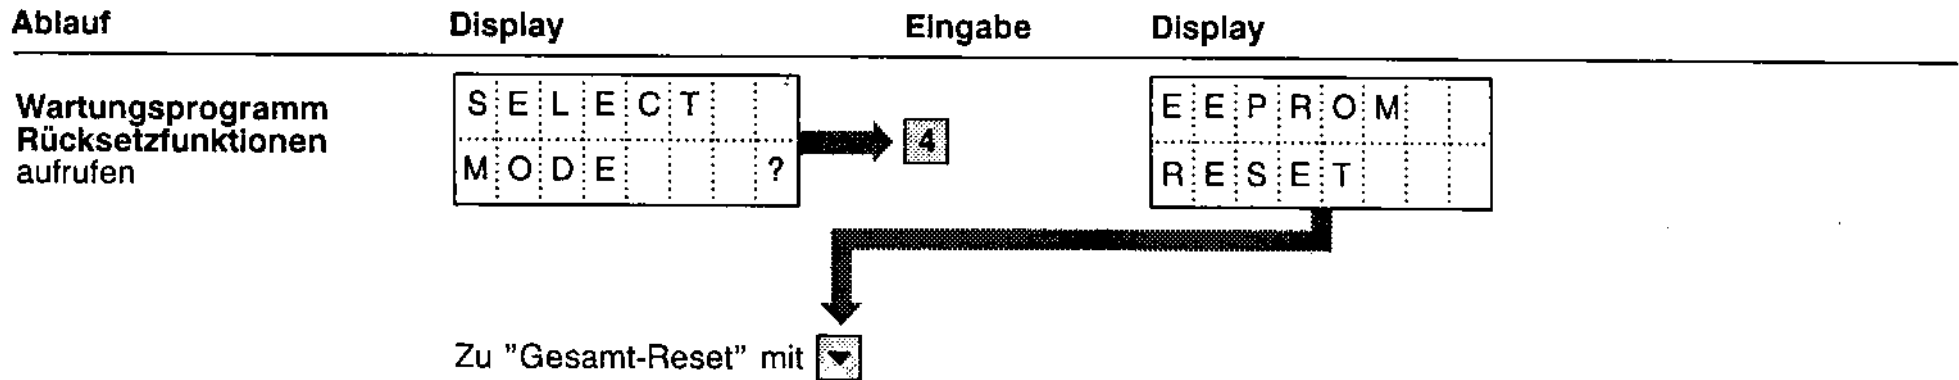 Ablauf Display Eingabe Display
Wartungsprogramm
Rücksetzfunktionen
aufrufen
SELECT
MODE ?
4
EEPROM
RESET
Zu "Gesamt-Reset" mit